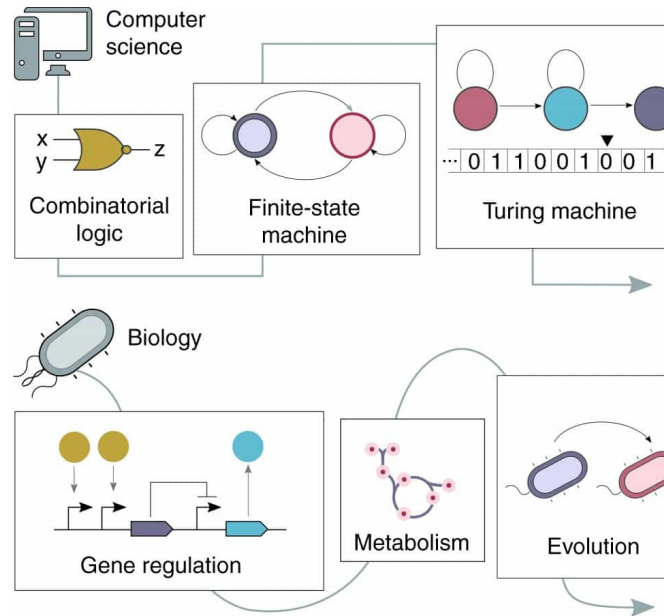 Computer
science
x
y
z
Combinatorial
logic
Finite-state
machine
... 0 1 1 0 0 1 0 0 1
Turing machine
Biology
Gene regulation
Metabolism
Evolution